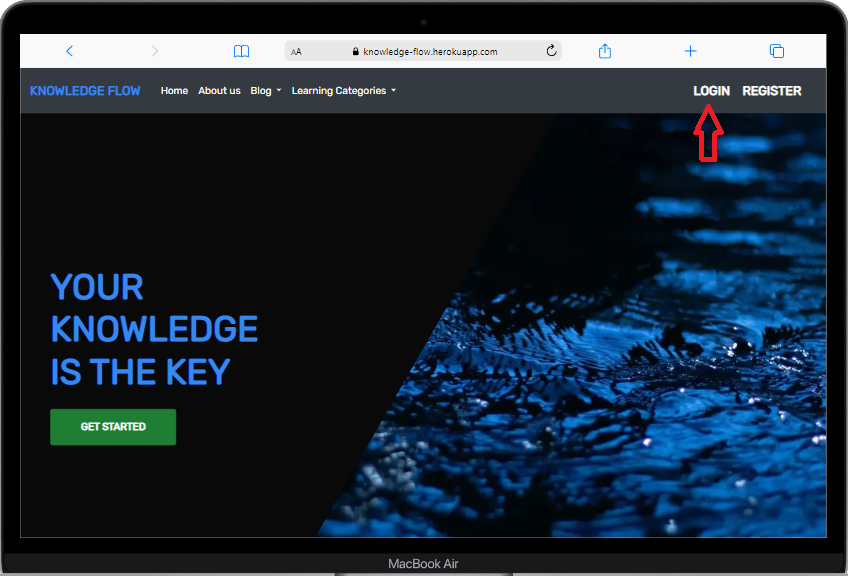 AA knowledge-flow.herokuapp.com
KNOWLEDGE FLOW Home About us Blog Learning Categories LOGIN REGISTER
YOUR
KNOWLEDGE
IS THE KEY
GET STARTED
MacBook Air